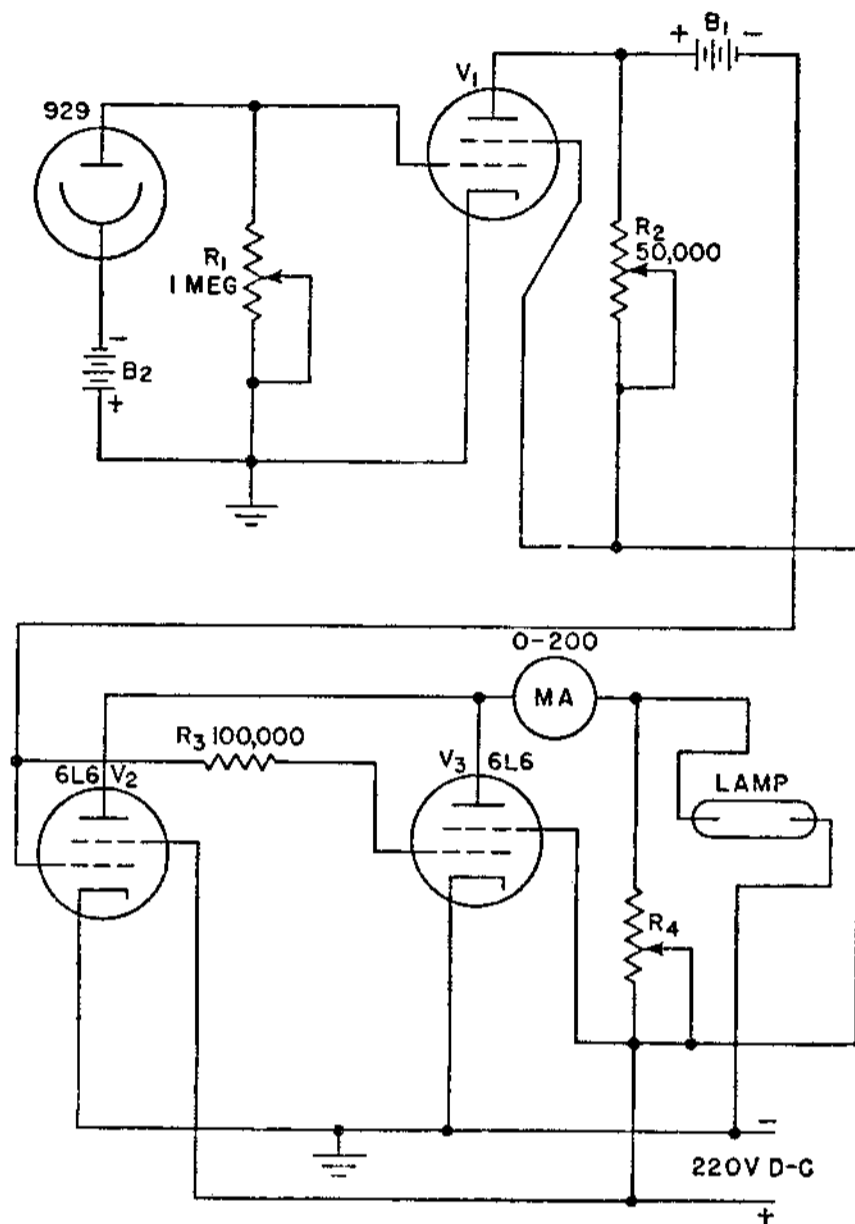 + B1 -
929
V1
R1
1 MEG
R2
50,000
-
B2
+
0-200
MA
R3 100,000
6L6 V2
V3 6L6
LAMP
R4
-
220V D-C
+